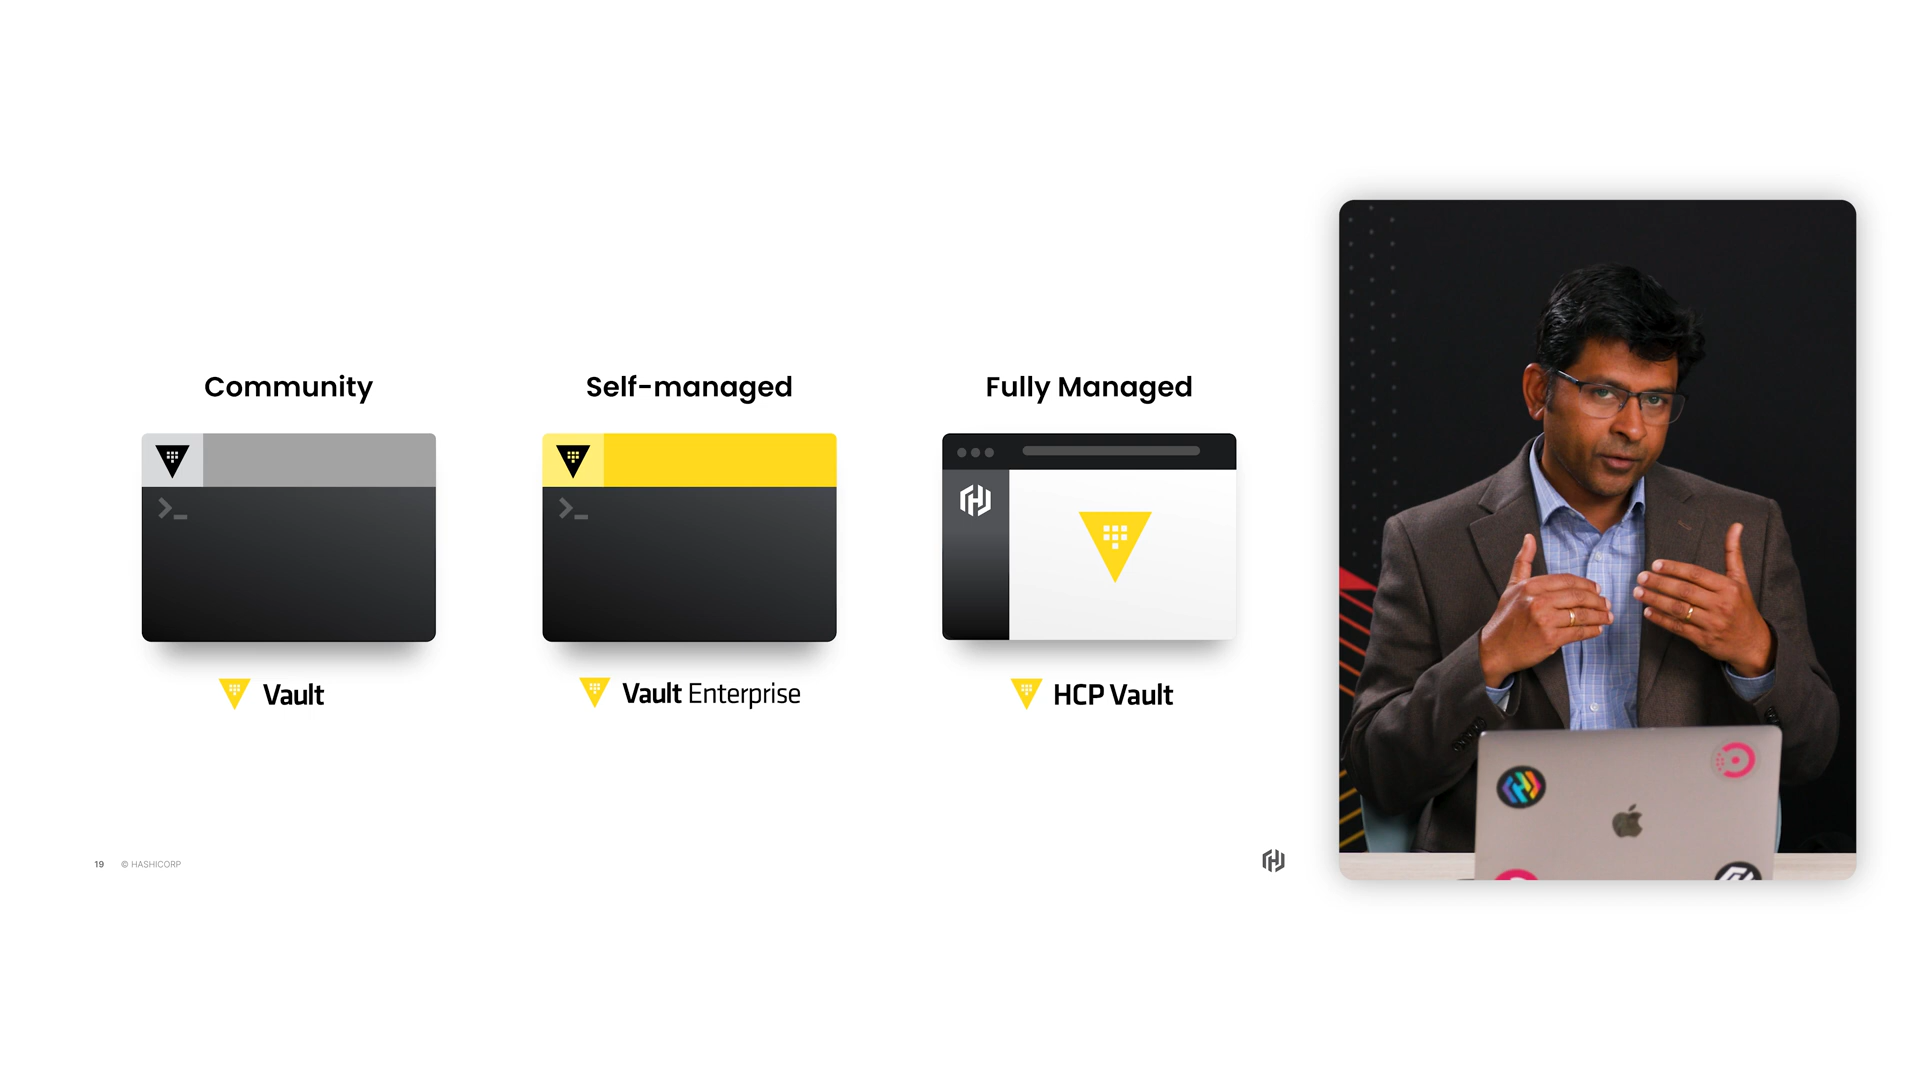 Community
Self-managed
Fully Managed
Vault
Vault Enterprise
HCP Vault
19 © HASHICORP